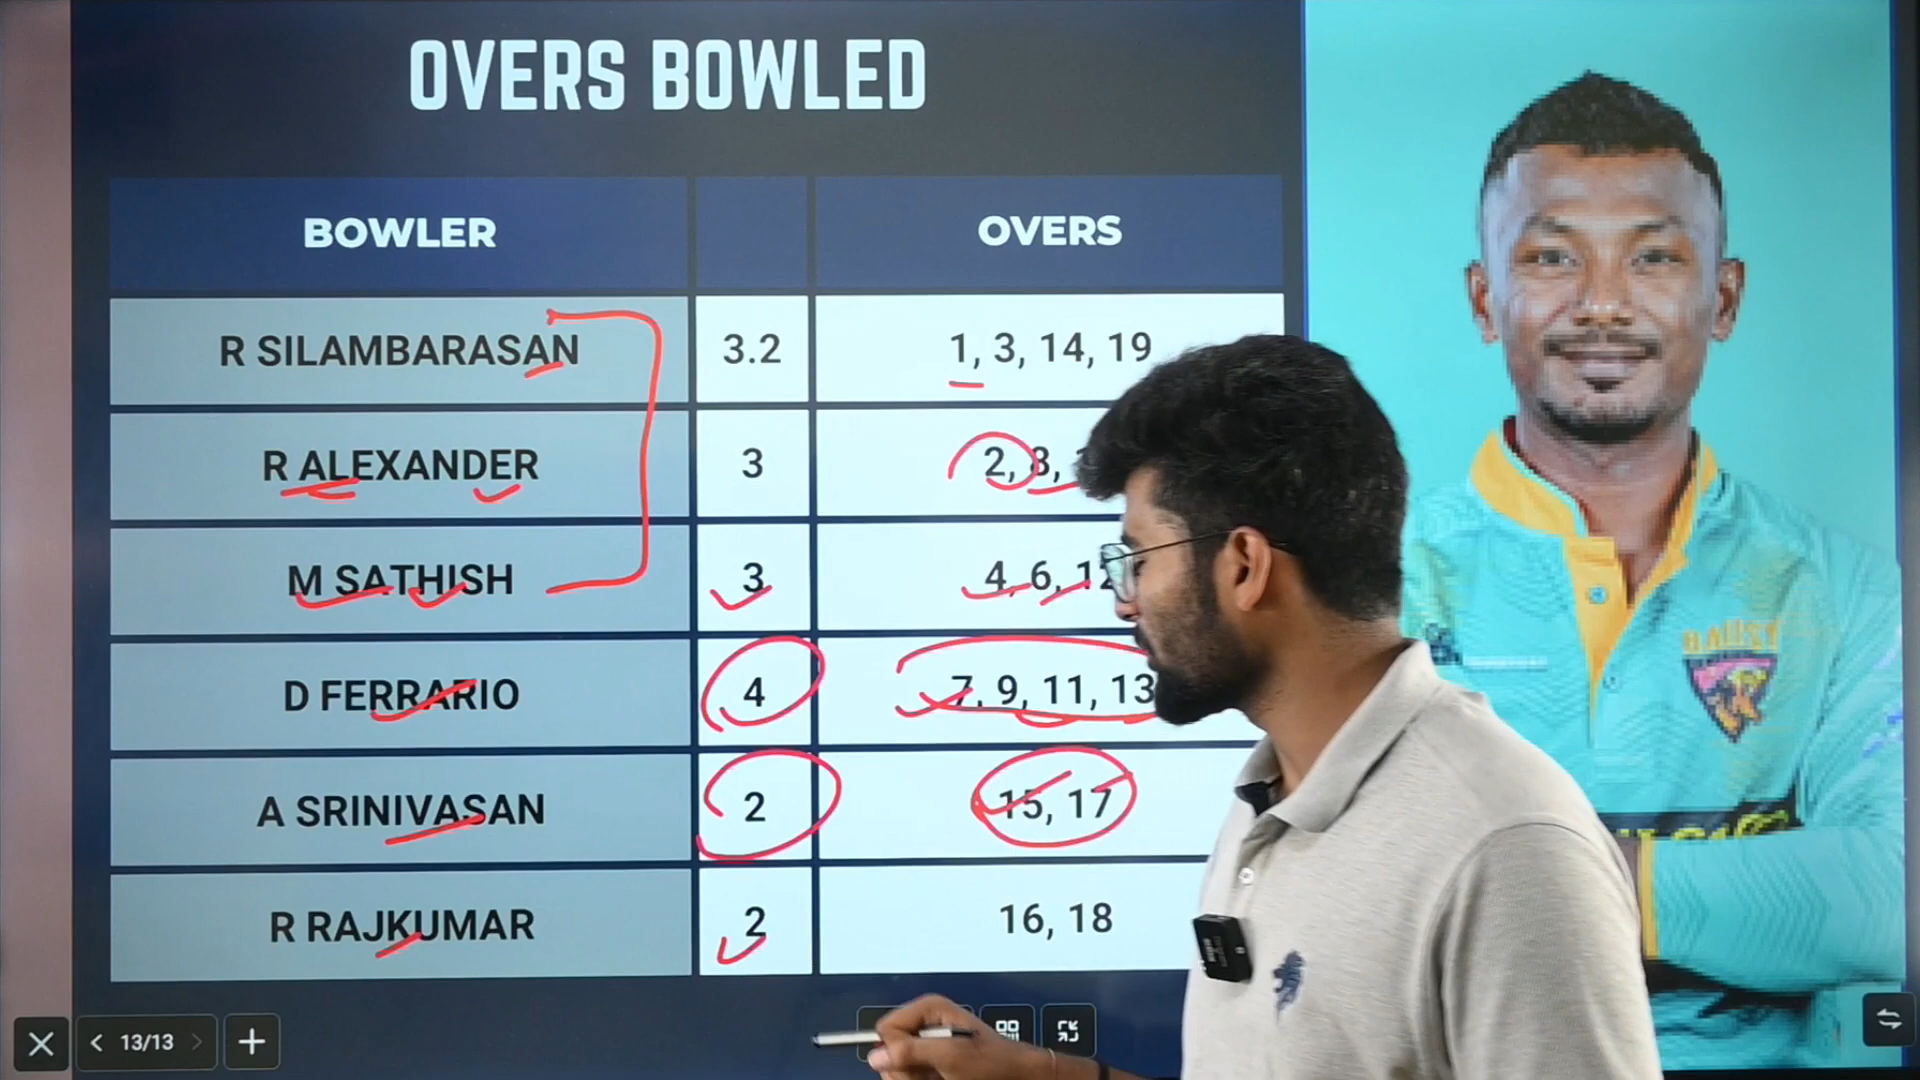 OVERS BOWLED
BOWLER OVERS
R SILAMBARASAN 3.2 1, 3, 14, 19
R ALEXANDER 3 2, 8,
M SATHISH 3 4, 6, 12
D FERRARIO 4 7, 9, 11, 13
A SRINIVASAN 2 15, 17
R RAJKUMAR 2 16, 18
13/13